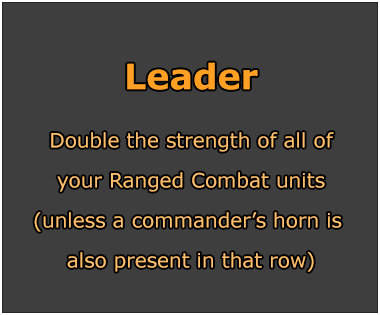 Leader
Double the strength of all of
your Ranged Combat units
(unless a commander’s horn is
also present in that row)